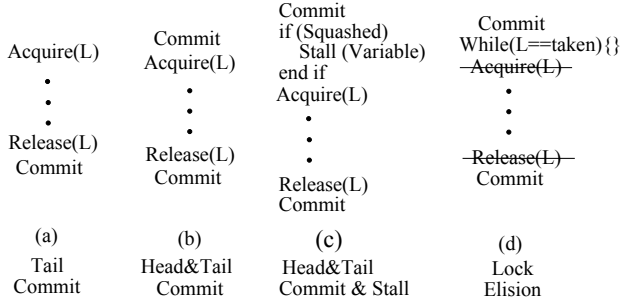 Acquire(L)
Release(L)
Commit
(a)
Tail
Commit
Commit
Acquire(L)
Release(L)
Commit
(b)
Head&Tail
Commit
Commit
if (Squashed)
Stall (Variable)
end if
Acquire(L)
Release(L)
Commit
(c)
Head&Tail
Commit & Stall
Commit
While(L==taken){}
Acquire(L)
Release(L)
Commit
(d)
Lock
Elision